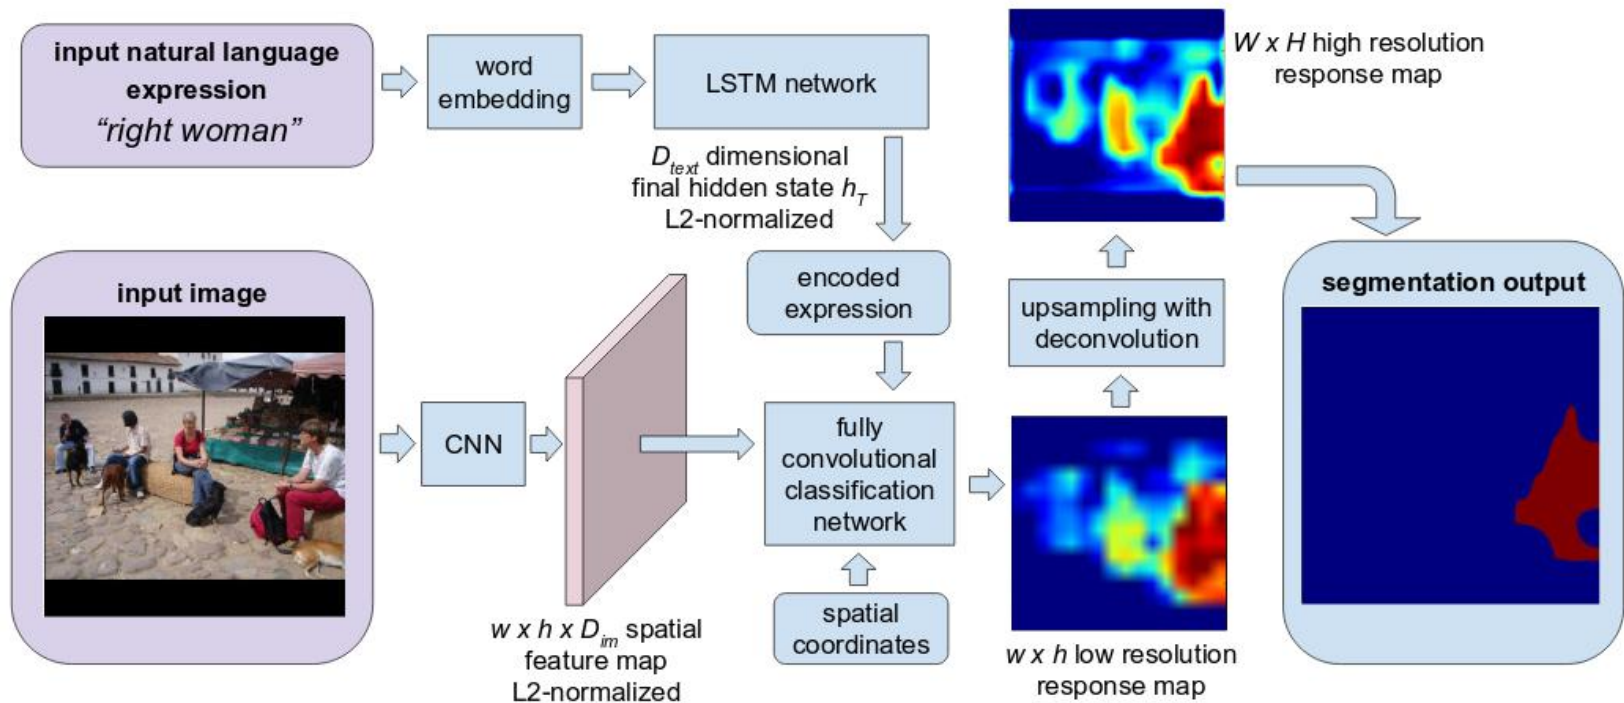 input natural language
expression
“right woman”
word
embedding
LSTM network
D_text dimensional
final hidden state h_T
L2-normalized
encoded
expression
input image
CNN
w x h x D_im spatial
feature map
L2-normalized
fully
convolutional
classification
network
spatial
coordinates
w x h low resolution
response map
upsampling with
deconvolution
W x H high resolution
response map
segmentation output